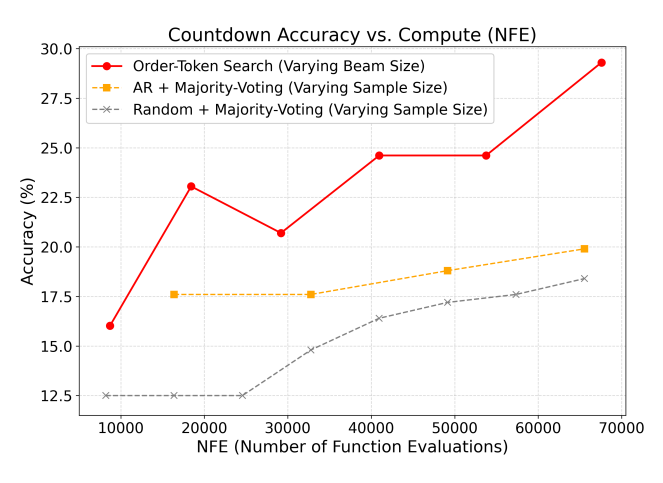 Countdown Accuracy vs. Compute (NFE)
Order-Token Search (Varying Beam Size)
AR + Majority-Voting (Varying Sample Size)
Random + Majority-Voting (Varying Sample Size)
Accuracy (%)
30.0
27.5
25.0
22.5
20.0
17.5
15.0
12.5
10000 20000 30000 40000 50000 60000 70000
NFE (Number of Function Evaluations)